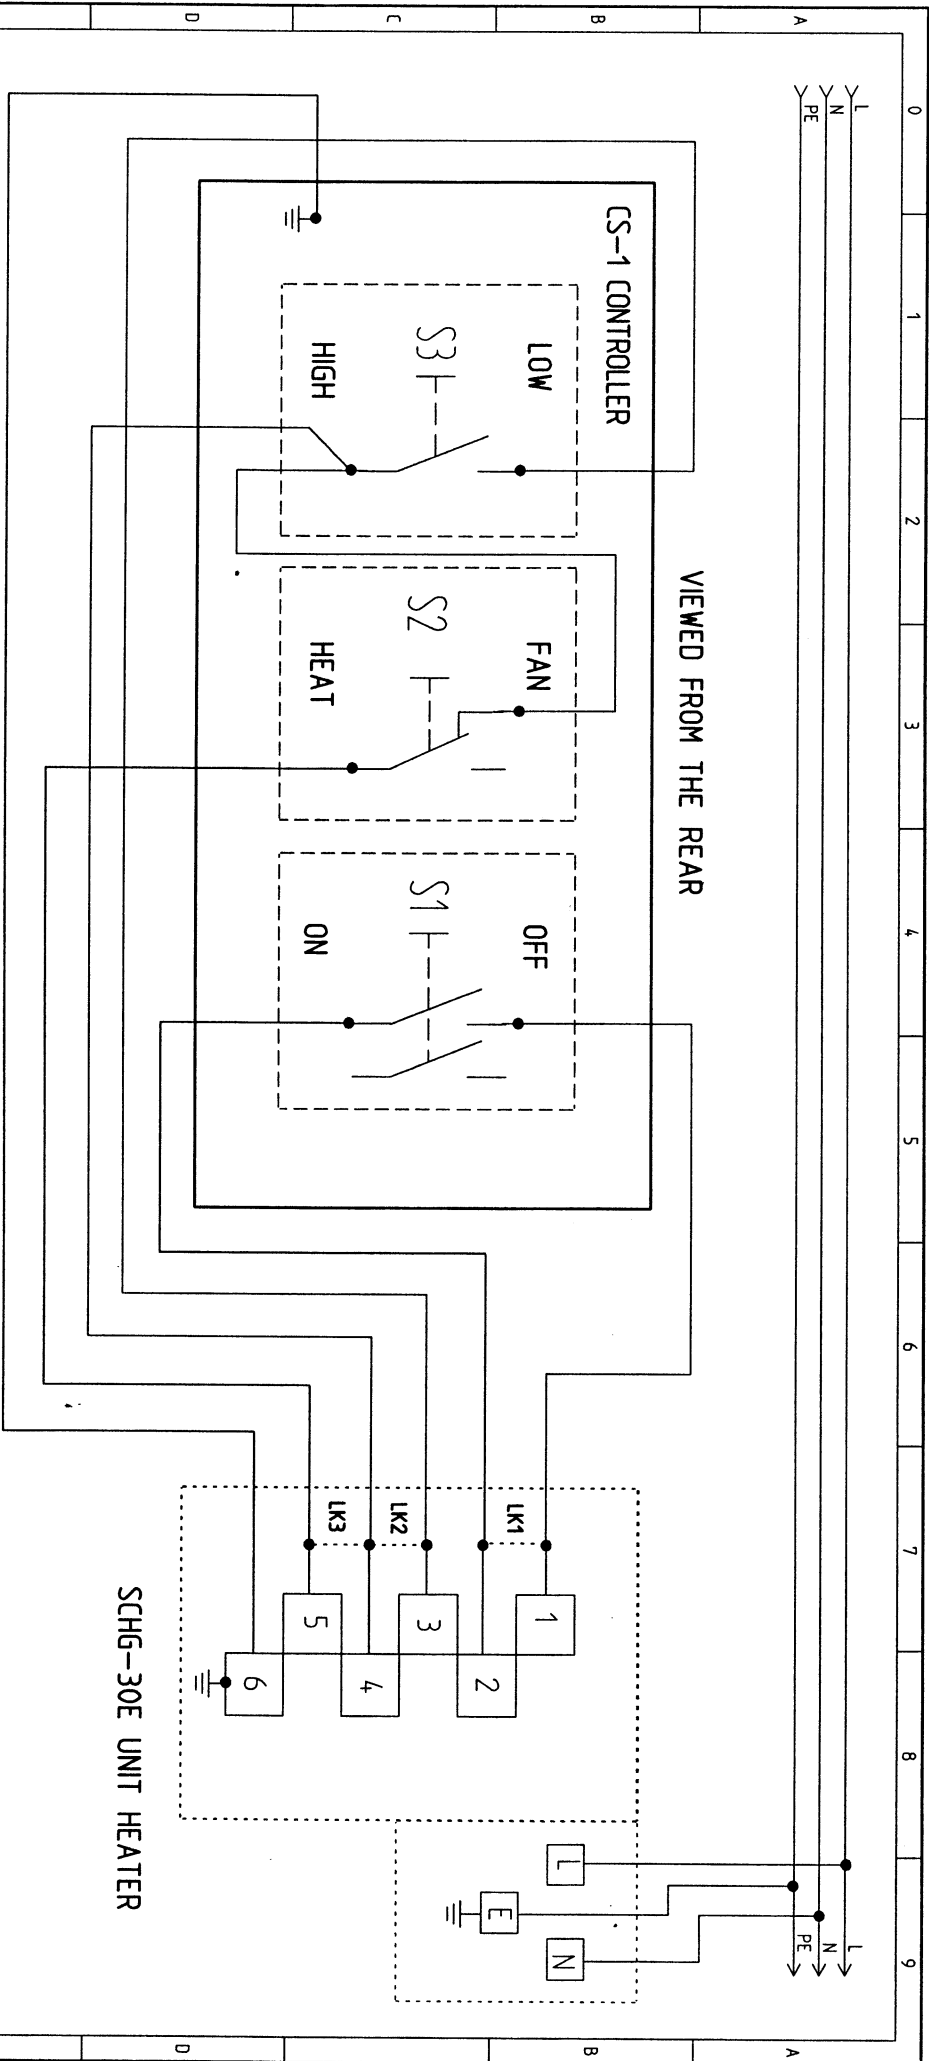 0 1 2 3 4 5 6 7 8 9
A
B
C
D
L
N
PE
VIEWED FROM THE REAR
CS-1 CONTROLLER
LOW
S3
HIGH
FAN
S2
HEAT
OFF
S1
ON
LK1
LK2
LK3
1
2
3
4
5
6
SCHG-30E UNIT HEATER
L
E
N
L
N
PE
A
B
D